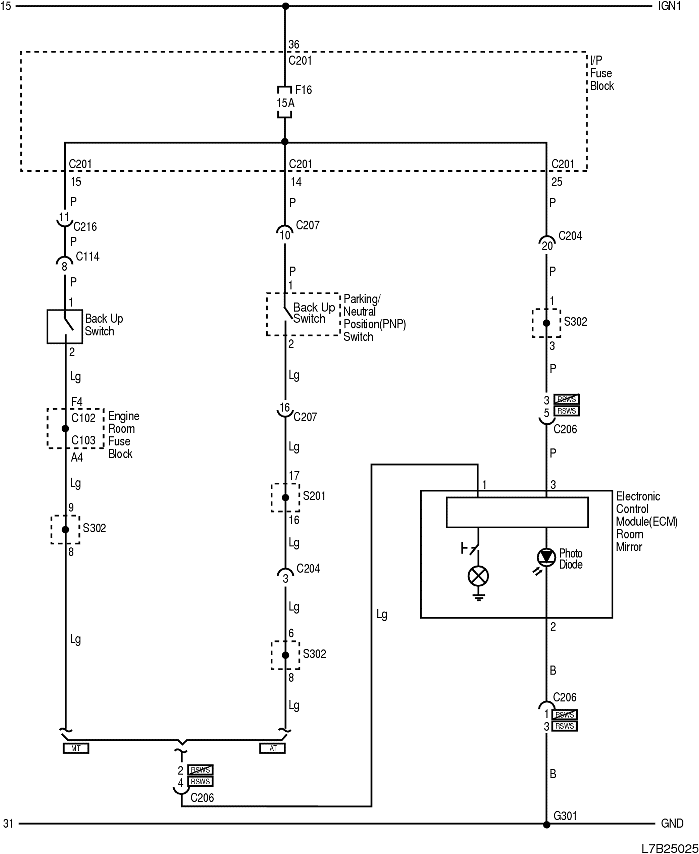 15
IGN1
36
C201
I/P
Fuse
Block
F16
15A
C201
C201
C201
15
14
25
P
P
P
11
C216
C207
10
C204
20
P
C114
8
P
P
P
1
1
1
Back Up
Switch
Back Up
Switch
Parking/
Neutral
Position(PNP)
Switch
S302
2
2
3
Lg
Lg
P
F4
C102
C103
A4
Engine
Room
Fuse
Block
16
C207
3 RSWS
5 RSWS
C206
Lg
Lg
P
9
S302
8
17
S201
16
1
3
Electronic
Control
Module(ECM)
Room
Mirror
Lg
Photo
Diode
C204
3
Lg
Lg
Lg
6
S302
8
2
Lg
B
MT
AT
C206
1 RSWS
3 RSWS
2 RSWS
4 RSWS
C206
B
31
G301
GND
L7B25025